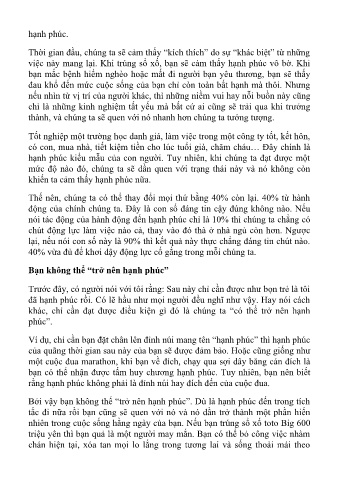 hạnh phúc.
Thời gian đầu, chúng ta sẽ cảm thấy “kích thích” do sự “khác biệt” từ những
việc này mang lại. Khi trúng số xố, bạn sẽ cảm thấy hạnh phúc vô bờ. Khi
bạn mắc bệnh hiểm nghèo hoặc mất đi người bạn yêu thương, bạn sẽ thấy
đau khổ đến mức cuộc sống của bạn chỉ còn toàn bất hạnh mà thôi. Nhưng
nếu nhìn từ vị trí của người khác, thì những niềm vui hay nỗi buồn này cũng
chỉ là những kinh nghiệm tất yếu mà bất cứ ai cũng sẽ trải qua khi trưởng
thành, và chúng ta sẽ quen với nó nhanh hơn chúng ta tưởng tượng.
Tốt nghiệp một trường học danh giá, làm việc trong một công ty tốt, kết hôn,
có con, mua nhà, tiết kiệm tiền cho lúc tuổi già, chăm cháu… Đây chính là
hạnh phúc kiểu mẫu của con người. Tuy nhiên, khi chúng ta đạt được một
mức độ nào đó, chúng ta sẽ dần quen với trạng thái này và nó không còn
khiến ta cảm thấy hạnh phúc nữa.
Thế nên, chúng ta có thể thay đổi mọi thứ bằng 40% còn lại. 40% từ hành
động của chính chúng ta. Đây là con số đáng tin cậy đúng không nào. Nếu
nói tác động của hành động đến hạnh phúc chỉ là 10% thì chúng ta chẳng có
chút động lực làm việc nào cả, thay vào đó thà ở nhà ngủ còn hơn. Ngược
lại, nếu nói con số này là 90% thì kết quả này thực chẳng đáng tin chút nào.
40% vừa đủ để khơi dậy động lực cố gắng trong mỗi chúng ta.
Bạn không thể “trở nên hạnh phúc”
Trước đây, có người nói với tôi rằng: Sau này chỉ cần được như bọn trẻ là tôi
đã hạnh phúc rồi. Có lẽ hầu như mọi người đều nghĩ như vậy. Hay nói cách
khác, chỉ cần đạt được điều kiện gì đó là chúng ta “có thể trở nên hạnh
phúc”.
Ví dụ, chỉ cần bạn đặt chân lên đỉnh núi mang tên “hạnh phúc” thì hạnh phúc
của quãng thời gian sau này của bạn sẽ được đảm bảo. Hoặc cũng giống như
một cuộc đua marathon, khi bạn về đích, chạy qua sợi dây băng cán đích là
bạn có thể nhận được tấm huy chương hạnh phúc. Tuy nhiên, bạn nên biết
rằng hạnh phúc không phải là đỉnh núi hay đích đến của cuộc đua.
Bởi vậy bạn không thể “trở nên hạnh phúc”. Dù là hạnh phúc đến trong tích
tắc đi nữa rồi bạn cũng sẽ quen với nó và nó dần trở thành một phần hiển
nhiên trong cuộc sống hằng ngày của bạn. Nếu bạn trúng số xổ toto Big 600
triệu yên thì bạn quả là một người may mắn. Bạn có thể bỏ công việc nhàm
chán hiện tại, xóa tan mọi lo lắng trong tương lai và sống thoải mái theo